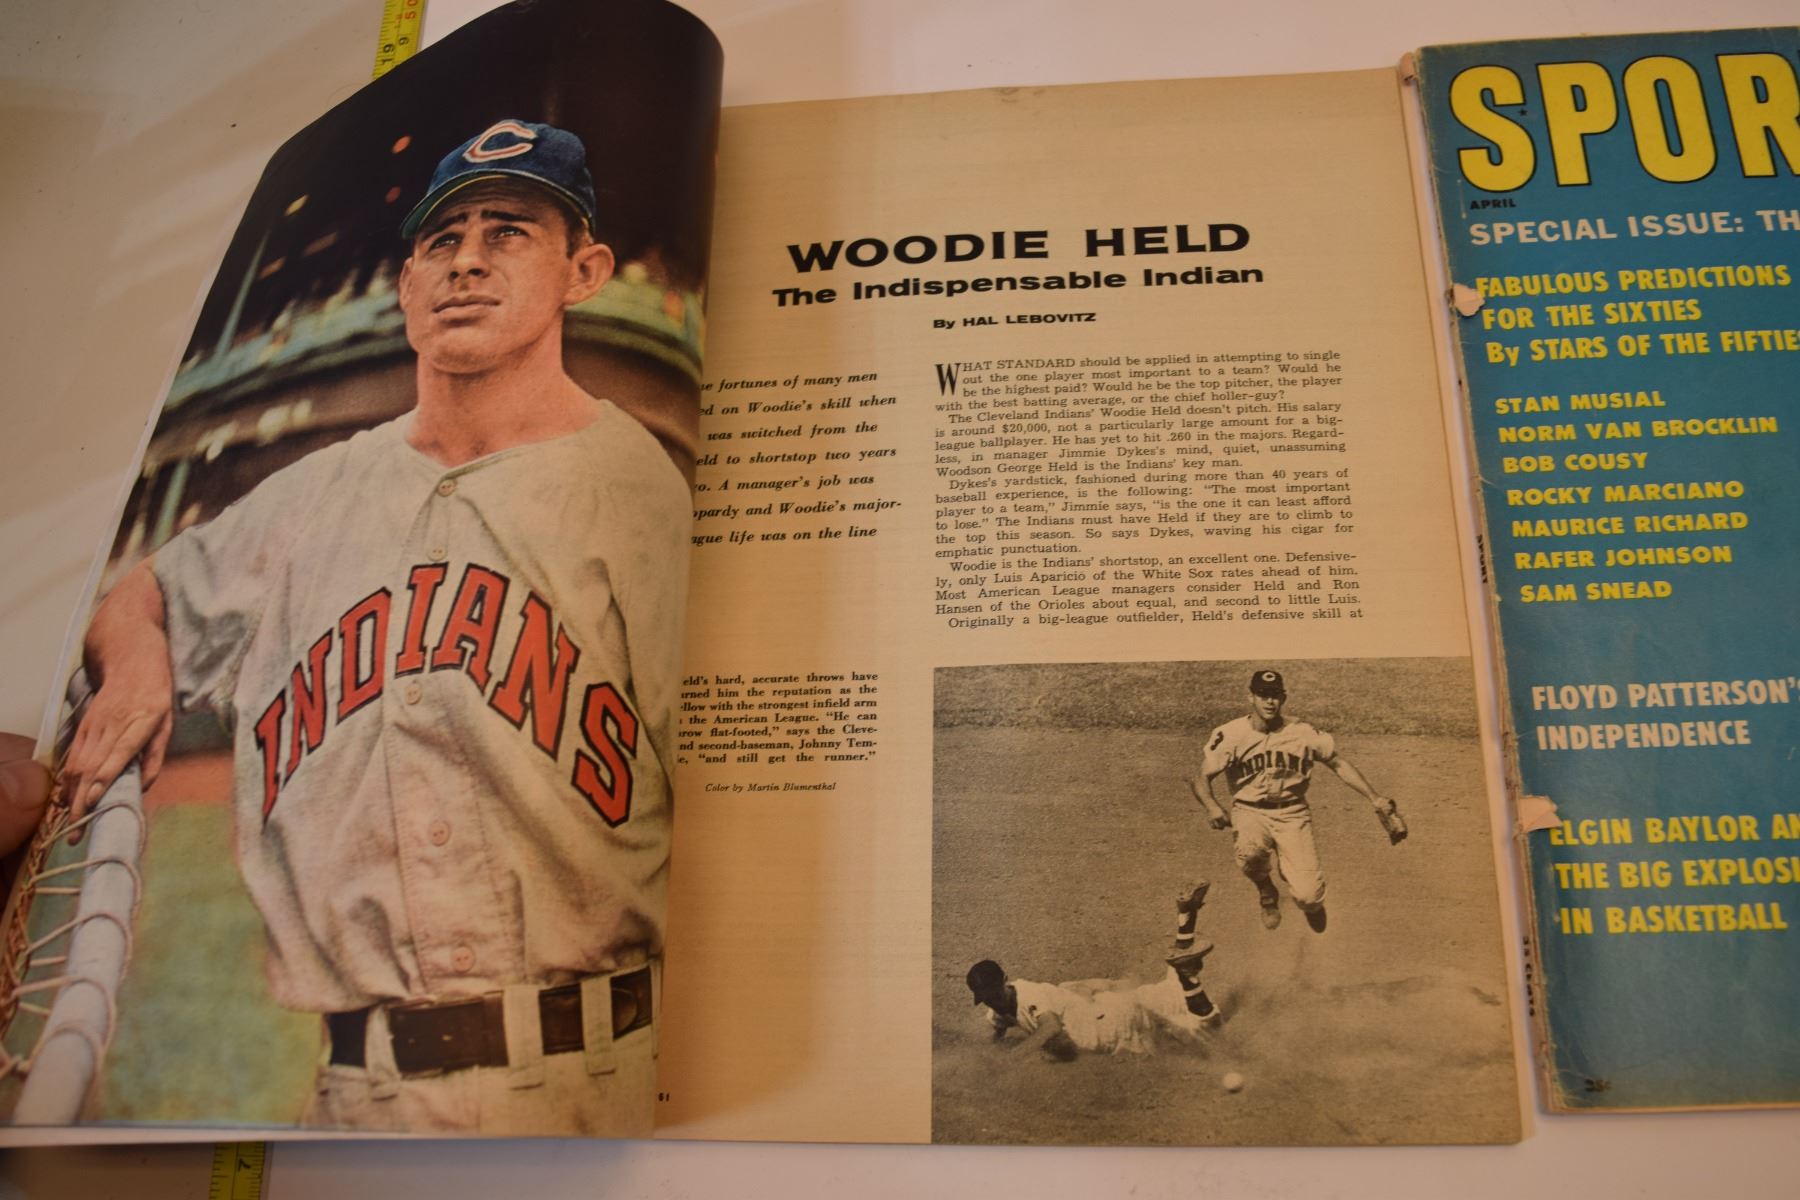 C
INDIANS
WOODIE HELD
The Indispensable Indian
By HAL LEBOVITZ
fortunes of many men
on Woodie's skill when
was switched from the
to shortstop two years
A manager's job was
and Woodie's major-
life was on the line
hard, accurate throws have
him the reputation as the
with the strongest infield arm
the American League. "He can
flat-footed," says the Cleve-
second-baseman, Johnny Tem-
"and still get the runner."
Color by Martin Blumenthal
61
WHAT STANDARD should be applied in attempting to single
out the one player most important to a team? Would he
be the highest paid? Would he be the top pitcher, the player
with the best batting average, or the chief holler-guy?
The Cleveland Indians' Woodie Held doesn't pitch. His salary
is around $20,000, not a particularly large amount for a big-
league ballplayer. He has yet to hit .260 in the majors. Regard-
less, in manager Jimmie Dykes's mind, quiet, unassuming
Woodson George Held is the Indians' key man.
Dykes's yardstick, fashioned during more than 40 years of
baseball experience, is the following: "The most important
player to a team," Jimmie says, "is the one it can least afford
to lose." The Indians must have Held if they are to climb to
the top this season. So says Dykes, waving his cigar for
emphatic punctuation.
Woodie is the Indians' shortstop, an excellent one. Defensive-
ly, only Luis Aparicio of the White Sox rates ahead of him.
Most American League managers consider Held and Ron
Hansen of the Orioles about equal, and second to little Luis.
Originally a big-league outfielder, Held's defensive skill at
C
INDIANS
SPOR
APRIL
SPECIAL ISSUE: TH
FABULOUS PREDICTIONS
FOR THE SIXTIES
By STARS OF THE FIFTIES
STAN MUSIAL
NORM VAN BROCKLIN
BOB COUSY
ROCKY MARCIANO
MAURICE RICHARD
RAFER JOHNSON
SAM SNEAD
FLOYD PATTERSON'S
INDEPENDENCE
ELGIN BAYLOR AN
THE BIG EXPLOSI
IN BASKETBALL
35¢
SPORT
19
9
50
7